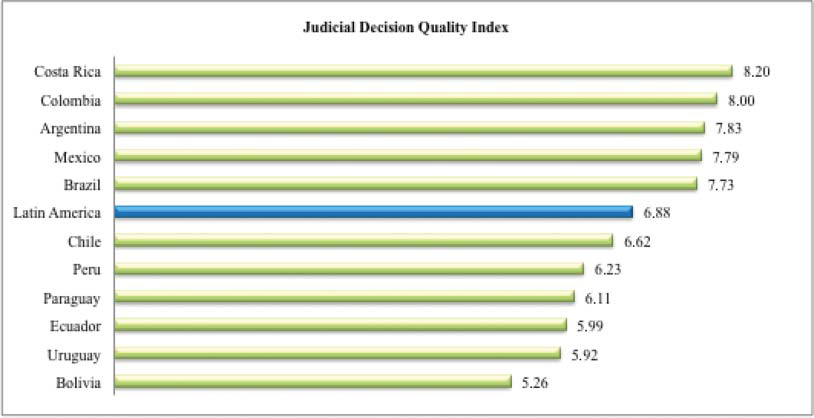 Judicial Decision Quality Index
Costa Rica 8.20
Colombia 8.00
Argentina 7.83
Mexico 7.79
Brazil 7.73
Latin America 6.88
Chile 6.62
Peru 6.23
Paraguay 6.11
Ecuador 5.99
Uruguay 5.92
Bolivia 5.26